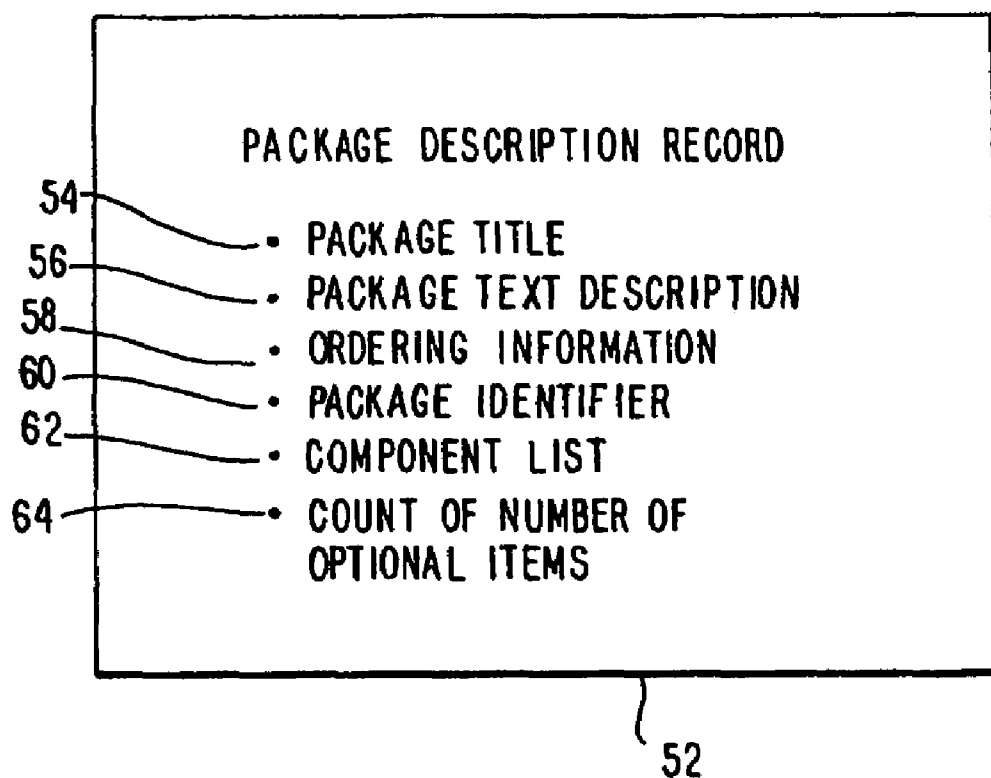 PACKAGE DESCRIPTION RECORD
54
• PACKAGE TITLE
56
• PACKAGE TEXT DESCRIPTION
58
• ORDERING INFORMATION
60
• PACKAGE IDENTIFIER
62
• COMPONENT LIST
64
• COUNT OF NUMBER OF
OPTIONAL ITEMS
52